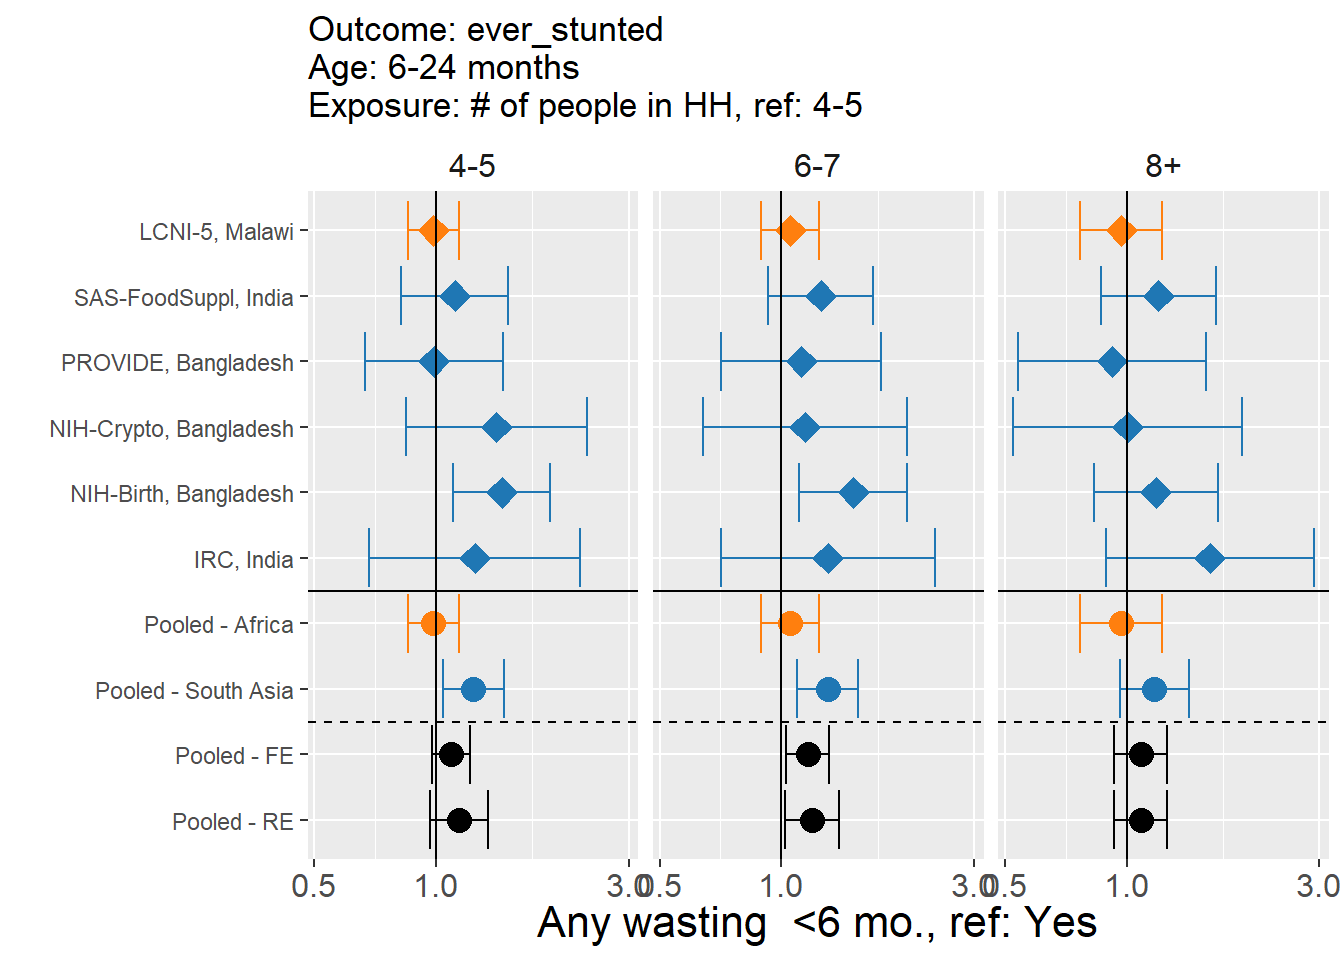 Outcome: ever_stunted
Age: 6-24 months
Exposure: # of people in HH, ref: 4-5
4-5 6-7 8+
LCNI-5, Malawi
SAS-FoodSuppl, India
PROVIDE, Bangladesh
NIH-Crypto, Bangladesh
NIH-Birth, Bangladesh
IRC, India
Pooled - Africa
Pooled - South Asia
Pooled - FE
Pooled - RE
0.5 1.0 3.0 0.5 1.0 3.0 0.5 1.0 3.0
Any wasting  <6 mo., ref: Yes